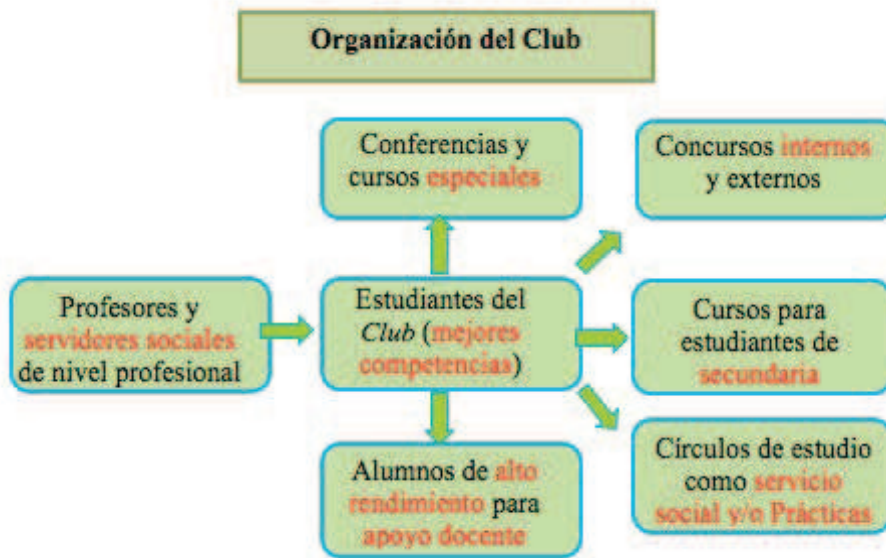 Organización del Club
Conferencias y
cursos especiales
Concursos internos
y externos
Profesores y
servidores sociales
de nivel profesional
Estudiantes del
Club (mejores
competencias)
Cursos para
estudiantes de
secundaria
Alumnos de alto
rendimiento para
apoyo docente
Círculos de estudio
como servicio
social y/o Prácticas